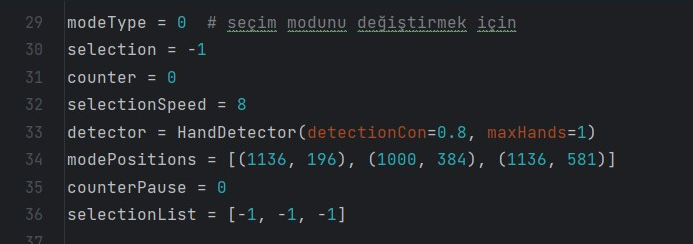 29 modeType = 0  # seçim modunu değiştirmek için
30 selection = -1
31 counter = 0
32 selectionSpeed = 8
33 detector = HandDetector(detectionCon=0.8, maxHands=1)
34 modePositions = [(1136, 196), (1000, 384), (1136, 581)]
35 counterPause = 0
36 selectionList = [-1, -1, -1]
37